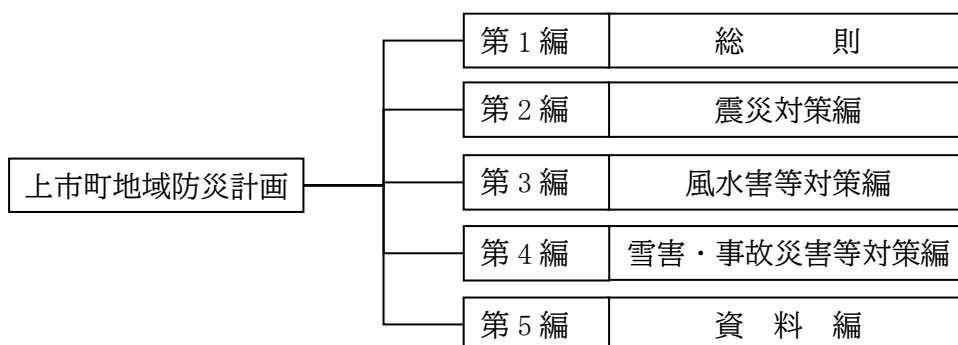 上市町地域防災計画
第1編 総則
第2編 震災対策編
第3編 風水害等対策編
第4編 雪害・事故災害等対策編
第5編 資料編